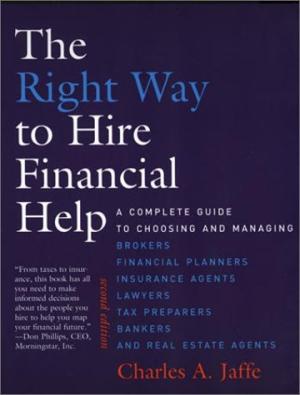 The
Right Way
to Hire
Financial
Help
A COMPLETE GUIDE
TO CHOOSING AND MANAGING
BROKERS
FINANCIAL PLANNERS
INSURANCE AGENTS
LAWYERS
TAX PREPARERS
BANKERS
AND REAL ESTATE AGENTS
second edition
“From taxes to insur-
ance, this book has all
you need to make
informed decisions
about the people you
hire to help you map
your financial future.”
—Don Phillips, CEO,
Morningstar, Inc.
Charles A. Jaffe